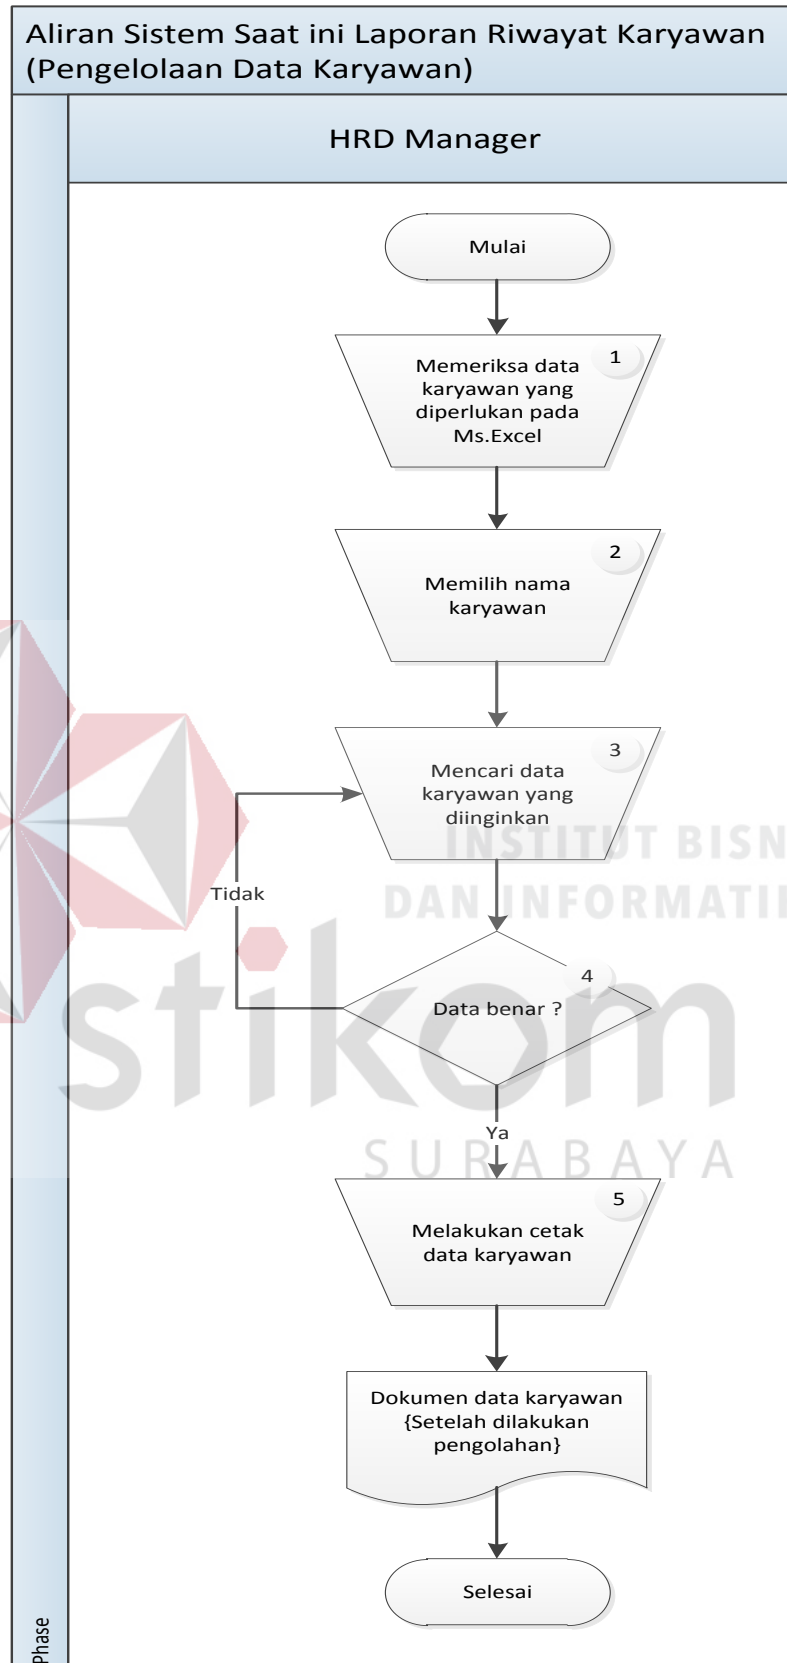 Aliran Sistem Saat ini Laporan Riwayat Karyawan
(Pengelolaan Data Karyawan)
HRD Manager
Mulai
1
Memeriksa data
karyawan yang
diperlukan pada
Ms.Excel
2
Memilih nama
karyawan
3
Mencari data
karyawan yang
diinginkan
INSTITUT BISN
DAN INFORMATI
Tidak
4
Data benar ?
stikom
Ya
SURABAYA
5
Melakukan cetak
data karyawan
Dokumen data karyawan
{Setelah dilakukan
pengolahan}
Selesai
Phase